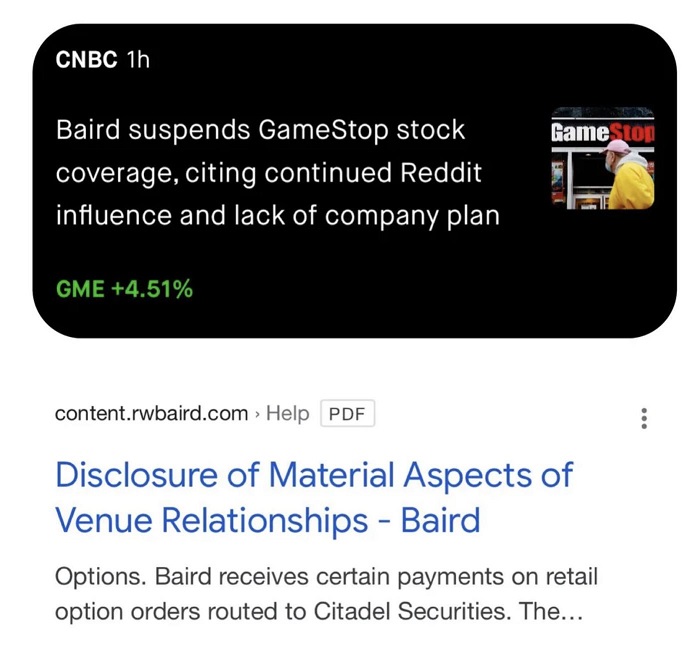 CNBC 1h
Baird suspends GameStop stock
coverage, citing continued Reddit
influence and lack of company plan
GameStop
GME +4.51%
content.rwbaird.com › Help PDF
Disclosure of Material Aspects of
Venue Relationships - Baird
Options. Baird receives certain payments on retail
option orders routed to Citadel Securities. The...